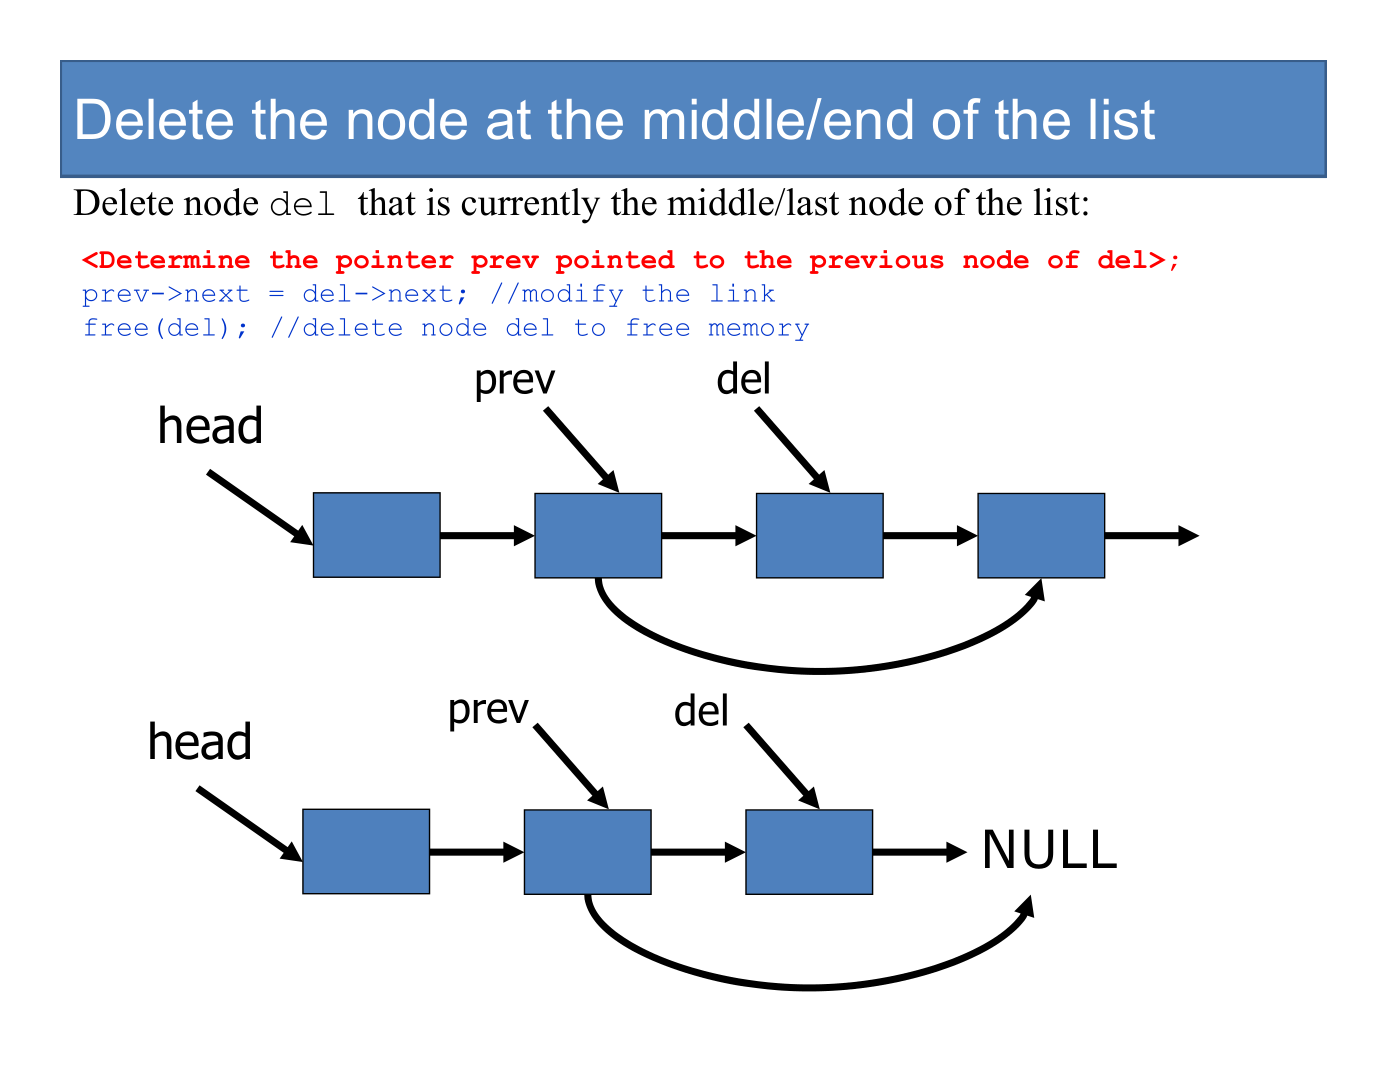 Delete the node at the middle/end of the list
Delete node del that is currently the middle/last node of the list:
<Determine the pointer prev pointed to the previous node of del>;
prev->next = del->next; //modify the link
free(del); //delete node del to free memory
prev
del
head
prev
del
head
NULL